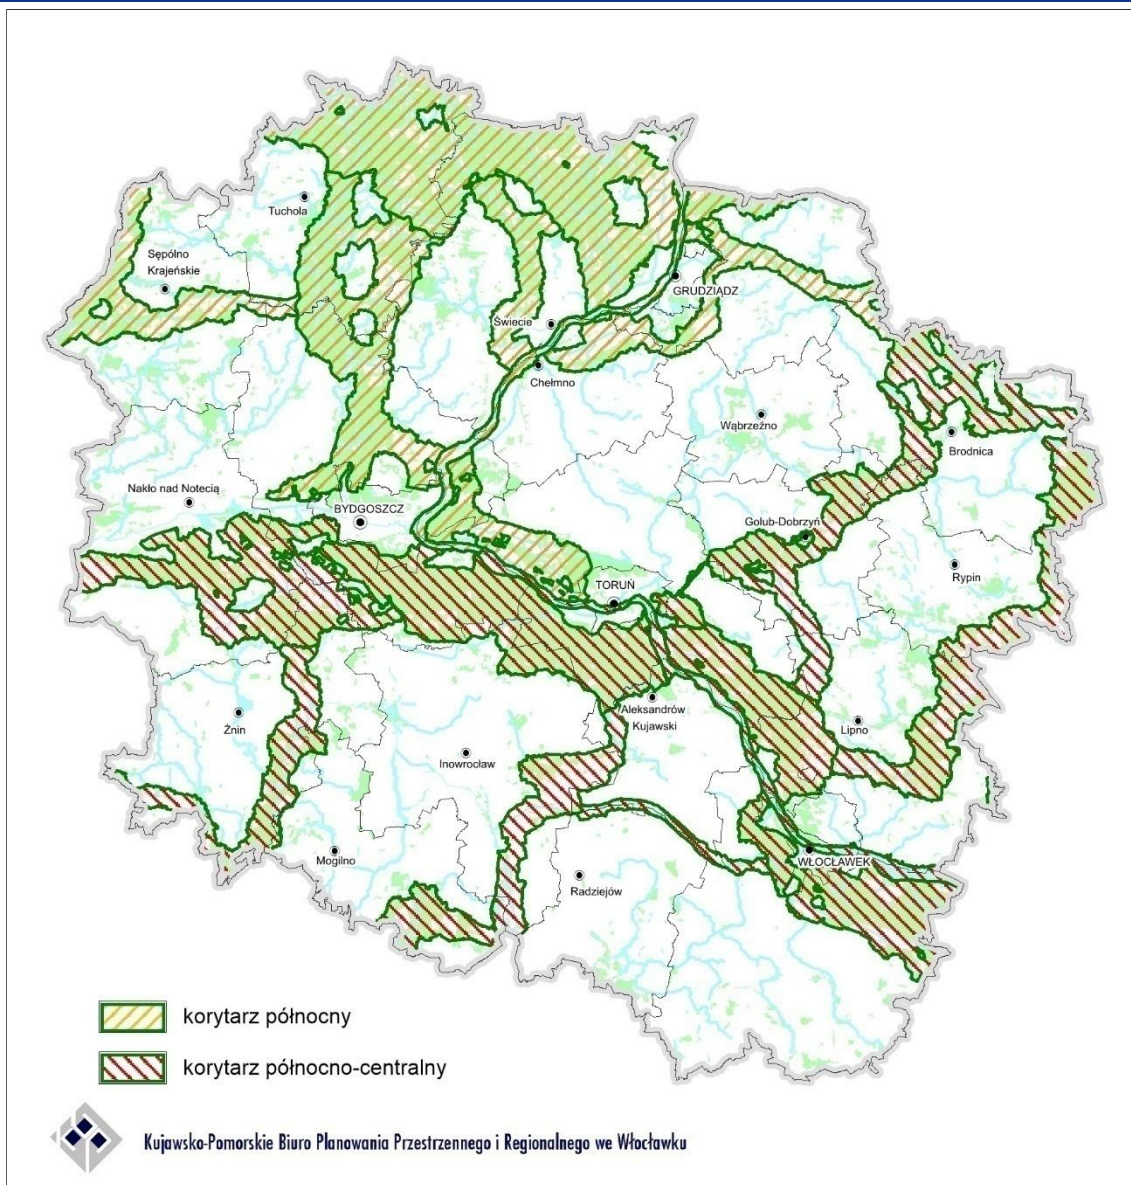 Tuchola
Sępólno
Krajeńskie
GRUDZIĄDZ
Świecie
Chełmno
Wąbrzeźno
Brodnica
Nakło nad Notecią
BYDGOSZCZ
Golub-Dobrzyń
Rypin
TORUŃ
Aleksandrów
Kujawski
Żnin
Lipno
Inowrocław
Mogilno
WŁOCŁAWEK
Radziejów
korytarz północny
korytarz północno-centralny
Kujawsko-Pomorskie Biuro Planowania Przestrzennego i Regionalnego we Włocławku